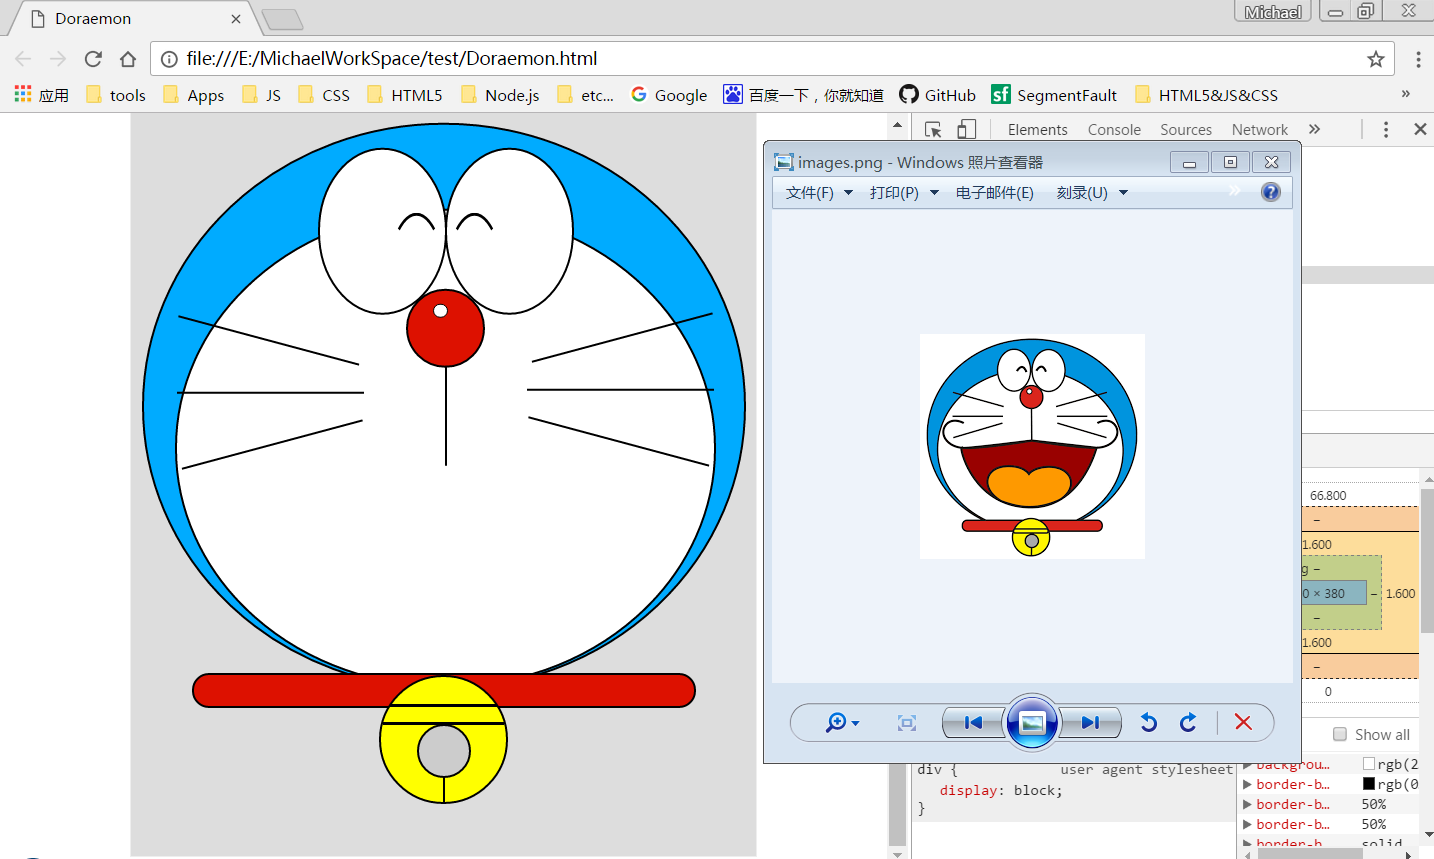 Doraemon
Michael
file:///E:/MichaelWorkSpace/test/Doraemon.html
应用 tools Apps JS CSS HTML5 Node.js etc... Google 百度一下，你就知道 GitHub SegmentFault HTML5&JS&CSS »
Elements Console Sources Network »
images.png - Windows 照片查看器
文件(F) 打印(P) 电子邮件(E) 刻录(U) »
66.800
–
1.600
–
0 × 380 – 1.600
–
1.600
–
0
Show all
div { user agent stylesheet
display: block;
}
rgb(2
border-b… rgb(0
border-b… 50%
border-b… 50%
solid